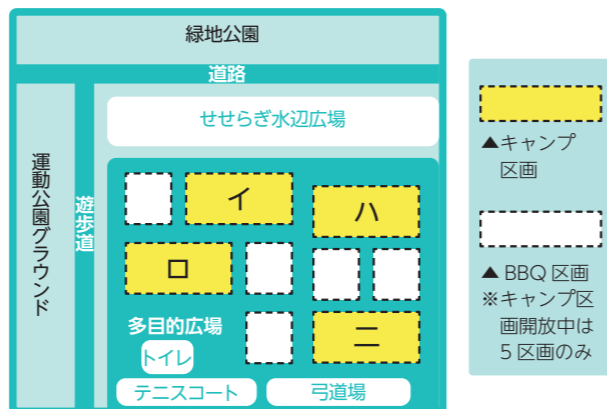 緑地公園
道路
せせらぎ水辺広場
運動公園グラウンド
遊歩道
イ
ハ
ロ
ニ
多目的広場
トイレ
テニスコート
弓道場
▲キャンプ
区画
▲ BBQ 区画
※キャンプ区
画開放中は
5 区画のみ